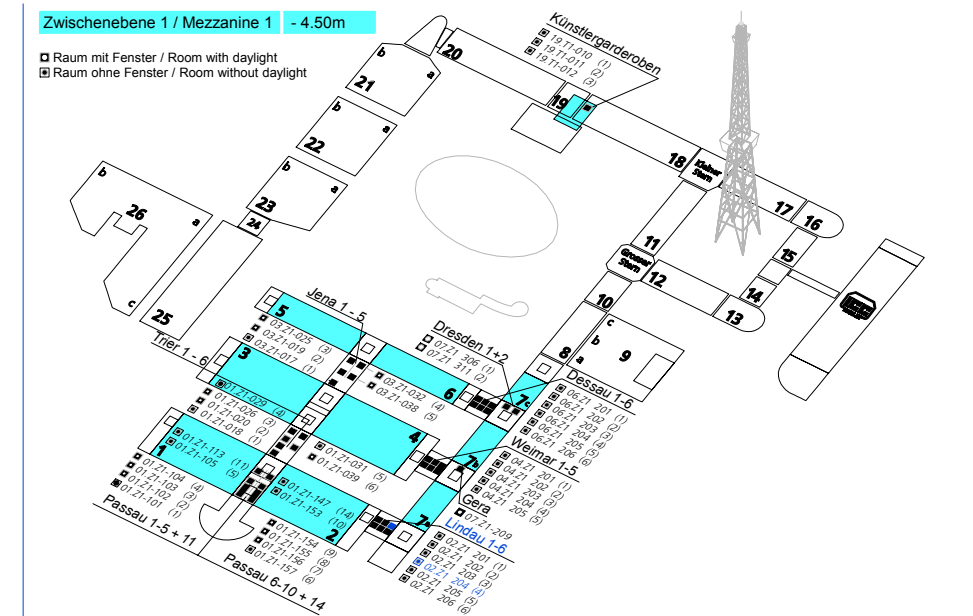 Zwischenebene 1 / Mezzanine 1 - 4.50m
Raum mit Fenster / Room with daylight
Raum ohne Fenster / Room without daylight
Künstlergarderoben
19 T1-010 (1)
19 T1-011 (2)
19 T1-012 (3)
20
b
21
a
19
b
22
a
18
Kleiner
Stern
17
16
b
23
a
24
b
26
a
c
25
11
Grosser
Stern
12
15
14
13
10
c
b
9
a
8
Jena 1 - 5
5
03.Z1-025 (3)
03.Z1-019 (2)
03.Z1-017 (1)
03.Z1-032 (4)
03.Z1-038 (5)
6
Dresden 1+2
07.Z1 306 (1)
07.Z1 311 (2)
7c
Trier 1 - 6
3
01.Z1-029 (4)
01.Z1-026 (3)
01.Z1-020 (2)
01.Z1-018 (1)
4
01.Z1-031 (5)
01.Z1-039 (6)
Dessau 1-6
06.Z1 201 (1)
06.Z1 202 (2)
06.Z1 203 (3)
06.Z1 204 (4)
06.Z1 205 (5)
06.Z1 206 (6)
Weimar 1-5
04.Z1 201 (1)
04.Z1 202 (2)
04.Z1 203 (3)
04.Z1 204 (4)
04.Z1 205 (5)
7b
Gera
07.Z1-209
1
01.Z1-113 (11)
01.Z1-105 (5)
01.Z1-104 (4)
01.Z1-103 (3)
01.Z1-102 (2)
01.Z1-101 (1)
Passau 1-5 + 11
01.Z1-147 (14)
01.Z1-153 (10)
2
01.Z1-154 (9)
01.Z1-155 (8)
01.Z1-156 (7)
01.Z1-157 (6)
Passau 6-10 + 14
7a
Lindau 1-6
02.Z1 201 (1)
02.Z1 202 (2)
02.Z1 203 (3)
02.Z1 204 (4)
02.Z1 205 (5)
02.Z1 206 (6)